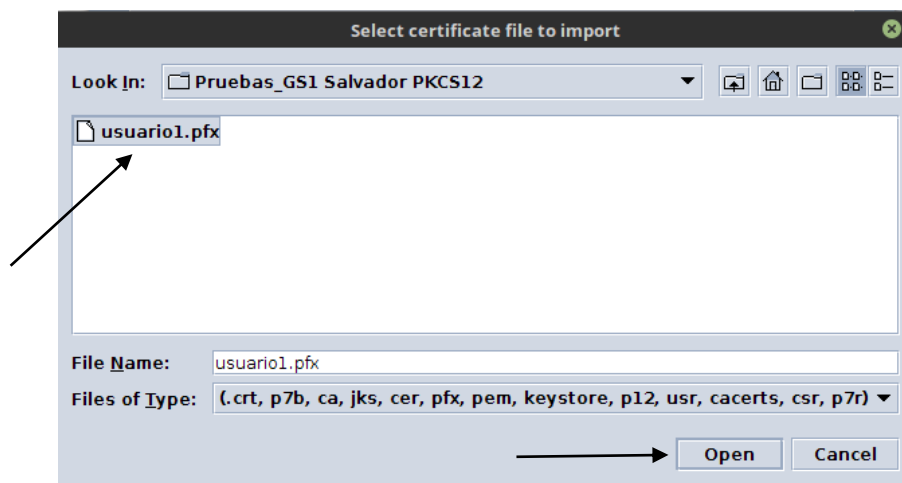 Select certificate file to import
Look In: Pruebas_GS1 Salvador PKCS12
usuario1.pfx
File Name: usuario1.pfx
Files of Type: (.crt, p7b, ca, jks, cer, pfx, pem, keystore, p12, usr, cacerts, csr, p7r)
Open Cancel